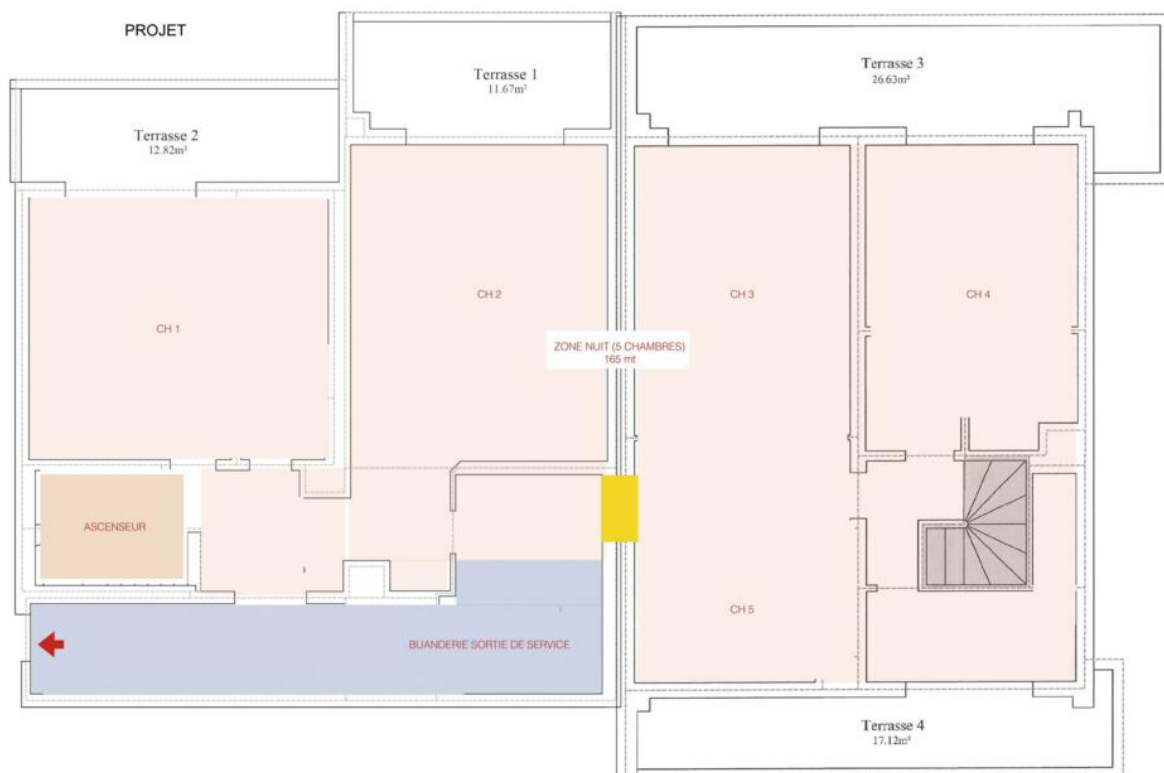 PROJET
Terrasse 1
11.67m²
Terrasse 3
26.63m²
Terrasse 2
12.82m²
CH 1
CH 2
CH 3
CH 4
ZONE NUIT (5 CHAMBRES)
165 mt
ASCENSEUR
CH 5
BUANDERIE SORTIE DE SERVICE
Terrasse 4
17.12m²